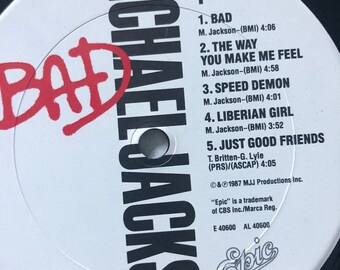 BAD
CHAEL JACKS
1. BAD
M. Jackson-(BMI) 4:06
2. THE WAY
YOU MAKE ME FEEL
M. Jackson-(BMI) 4:58
3. SPEED DEMON
M. Jackson-(BMI) 4:01
4. LIBERIAN GIRL
M. Jackson-(BMI) 3:52
5. JUST GOOD FRIENDS
T. Britten-G. Lyle
(PRS)/(ASCAP) 4:05
©&℗1987 MJJ Productions Inc.
"Epic" is a trademark
of CBS Inc./Marca Reg.
E 40600 AL 40600
Epic